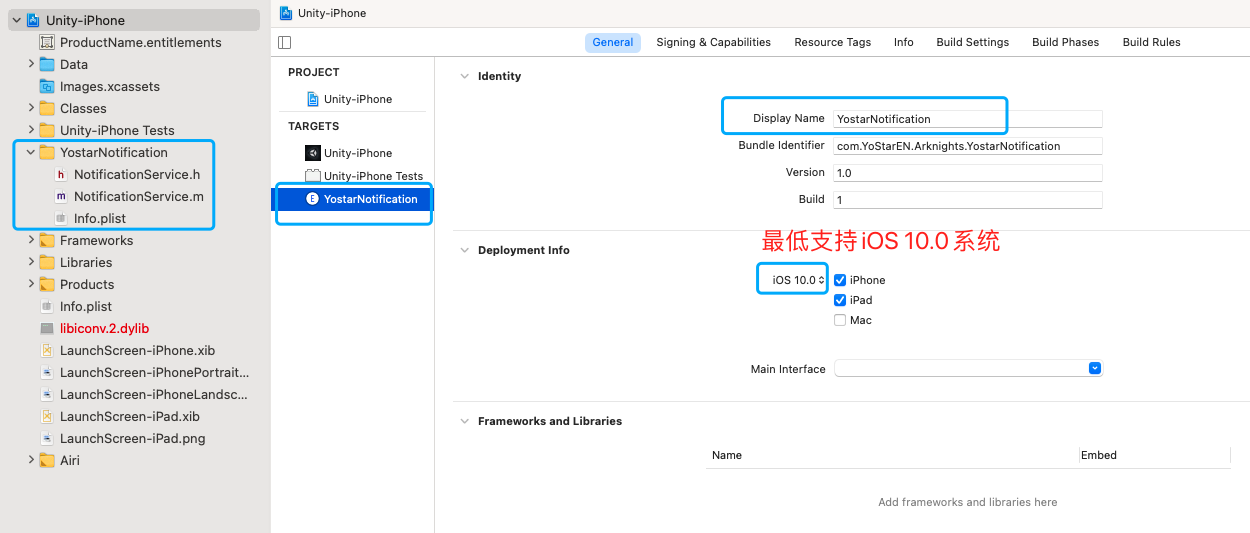 Unity-iPhone
ProductName.entitlements
Data
Images.xcassets
Classes
Unity-iPhone Tests
YostarNotification
NotificationService.h
NotificationService.m
Info.plist
Frameworks
Libraries
Products
Info.plist
libiconv.2.dylib
LaunchScreen-iPhone.xib
LaunchScreen-iPhonePortrait...
LaunchScreen-iPhoneLandsc...
LaunchScreen-iPad.xib
LaunchScreen-iPad.png
Airi
Unity-iPhone
General Signing & Capabilities Resource Tags Info Build Settings Build Phases Build Rules
PROJECT
Unity-iPhone
TARGETS
Unity-iPhone
Unity-iPhone Tests
E YostarNotification
Identity
Display Name YostarNotification
Bundle Identifier com.YoStarEN.Arknights.YostarNotification
Version 1.0
Build 1
最低支持iOS 10.0系统
Deployment Info
iOS 10.0 iPhone
iPad
Mac
Main Interface
Frameworks and Libraries
Name Embed
Add frameworks and libraries here